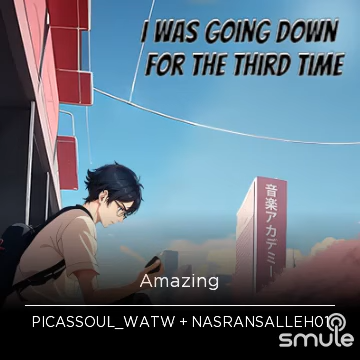 I WAS GOING DOWN
FOR THE THIRD TIME
音楽アカデミー
Amazing
PICASSOUL_WATW + NASRANSALLEH01
smule